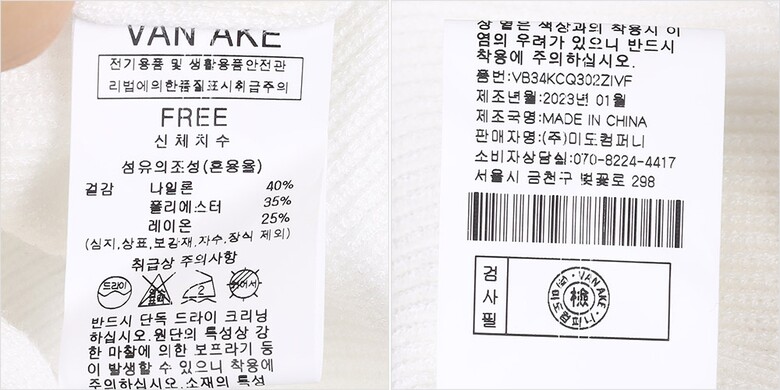 VAN AKE
전기용품 및 생활용품안전관
리법에의한품질표시취급주의
FREE
신체치수
섬유의조성(혼용율)
겉감 나일론 40%
폴리에스터 35%
레이온 25%
(심지,상표,보강재,자수,장식 제외)
취급상 주의사항
드라이
2
반드시 단독 드라이 크리닝
하십시오.원단의 특성상 강
한 마찰에 의한 보프라기 등
이 발생할 수 있으니 착용에
주의하십시오.소재의 특성
상 옅은 색상과의 착용시 이
염의 우려가 있으니 반드시
착용에 주의하십시오.
품번:VB34KCQ302ZIVF
제조년월:2023년 01월
제조국명:MADE IN CHINA
판매자명:(주)미도컴퍼니
소비자상담실:070-8224-4417
서울시 금천구 벚꽃로 298
검사필
VAN AKE
미도컴퍼니
檢